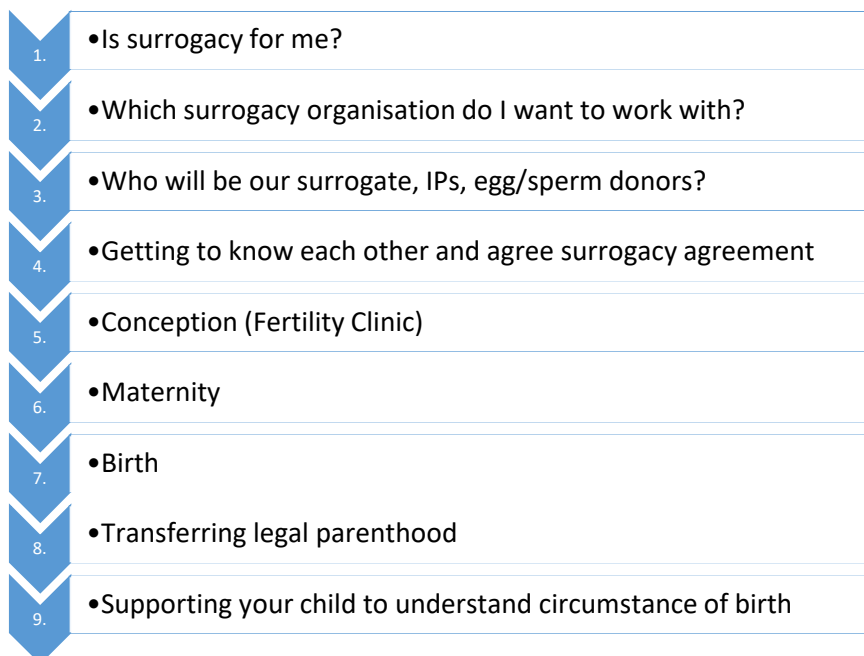 1. •Is surrogacy for me?
2. •Which surrogacy organisation do I want to work with?
3. •Who will be our surrogate, IPs, egg/sperm donors?
4. •Getting to know each other and agree surrogacy agreement
5. •Conception (Fertility Clinic)
6. •Maternity
7. •Birth
8. •Transferring legal parenthood
9. •Supporting your child to understand circumstance of birth